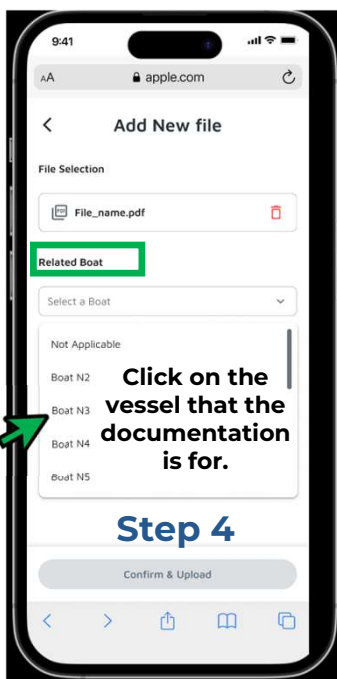 9:41
AA apple.com
Add New file
File Selection
PDF File_name.pdf
Related Boat
Select a Boat
Not Applicable
Boat N2
Boat N3
Boat N4
Boat N5
Click on the
vessel that the
documentation
is for.
Step 4
Confirm & Upload